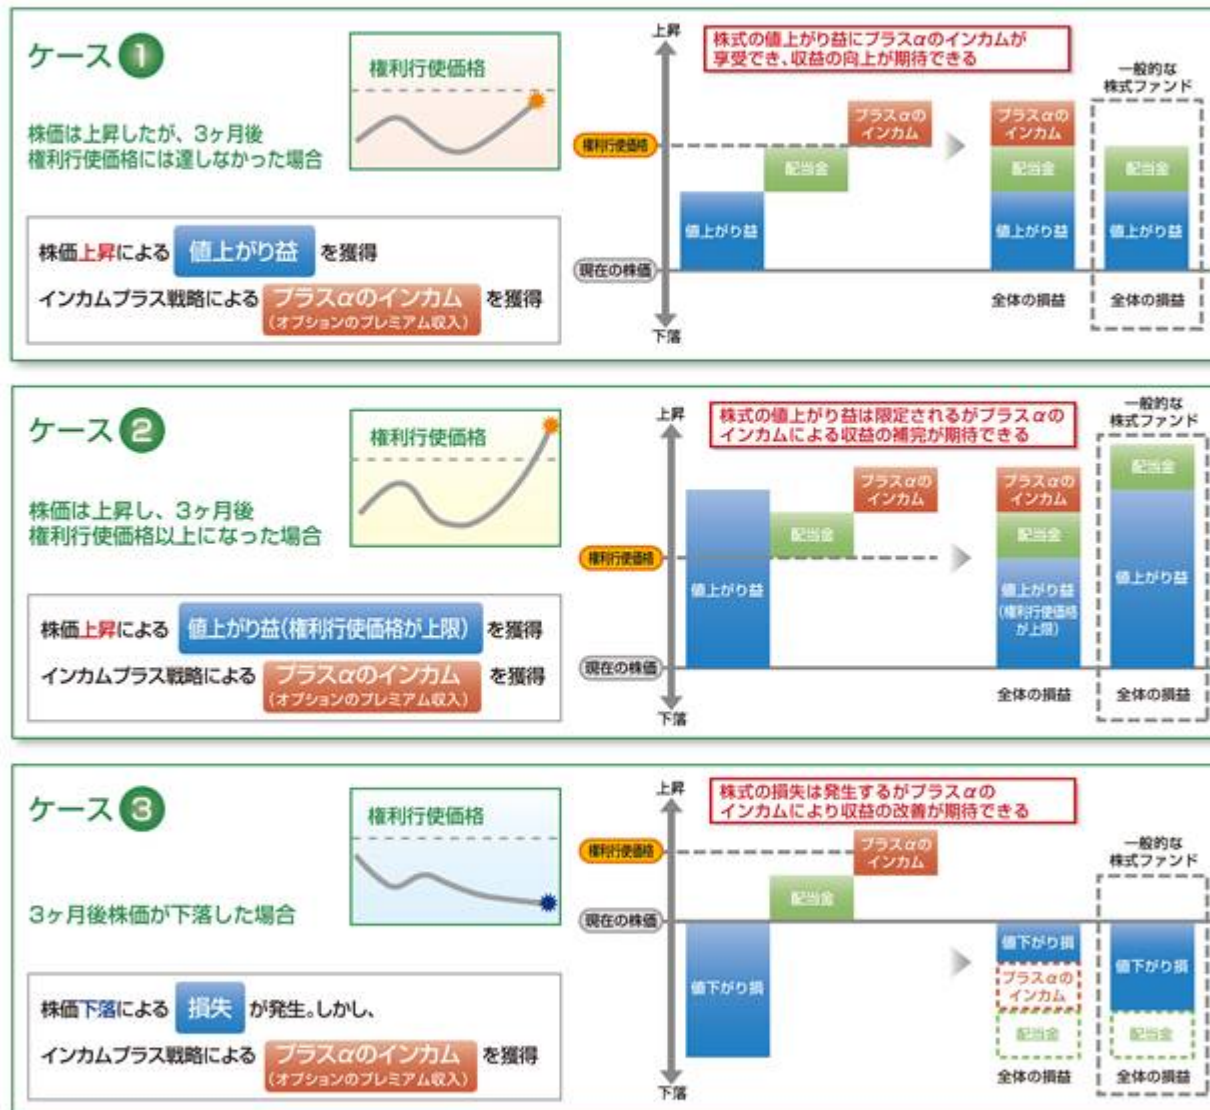 ケース 1
株価は上昇したが、3ヶ月後
権利行使価格には達しなかった場合
権利行使価格
株価上昇による 値上がり益 を獲得
インカムプラス戦略による プラスαのインカム を獲得
(オプションのプレミアム収入)
上昇
株式の値上がり益にプラスαのインカムが
享受でき、収益の向上が期待できる
一般的な
株式ファンド
権利行使価格
現在の株価
下落
値上がり益
配当金
プラスαの
インカム
プラスαの
インカム
配当金
値上がり益
全体の損益
配当金
値上がり益
全体の損益
ケース 2
株価は上昇し、3ヶ月後
権利行使価格以上になった場合
権利行使価格
株価上昇による 値上がり益(権利行使価格が上限) を獲得
インカムプラス戦略による プラスαのインカム を獲得
(オプションのプレミアム収入)
上昇
株式の値上がり益は限定されるがプラスαの
インカムによる収益の補完が期待できる
一般的な
株式ファンド
権利行使価格
現在の株価
下落
値上がり益
配当金
プラスαの
インカム
プラスαの
インカム
配当金
値上がり益
(権利行使価格
が上限)
全体の損益
配当金
値上がり益
全体の損益
ケース 3
3ヶ月後株価が下落した場合
権利行使価格
株価下落による 損失 が発生。しかし、
インカムプラス戦略による プラスαのインカム を獲得
(オプションのプレミアム収入)
上昇
株式の損失は発生するがプラスαの
インカムにより収益の改善が期待できる
一般的な
株式ファンド
権利行使価格
現在の株価
下落
値下がり損
配当金
プラスαの
インカム
値下がり損
プラスαの
インカム
配当金
全体の損益
値下がり損
配当金
全体の損益